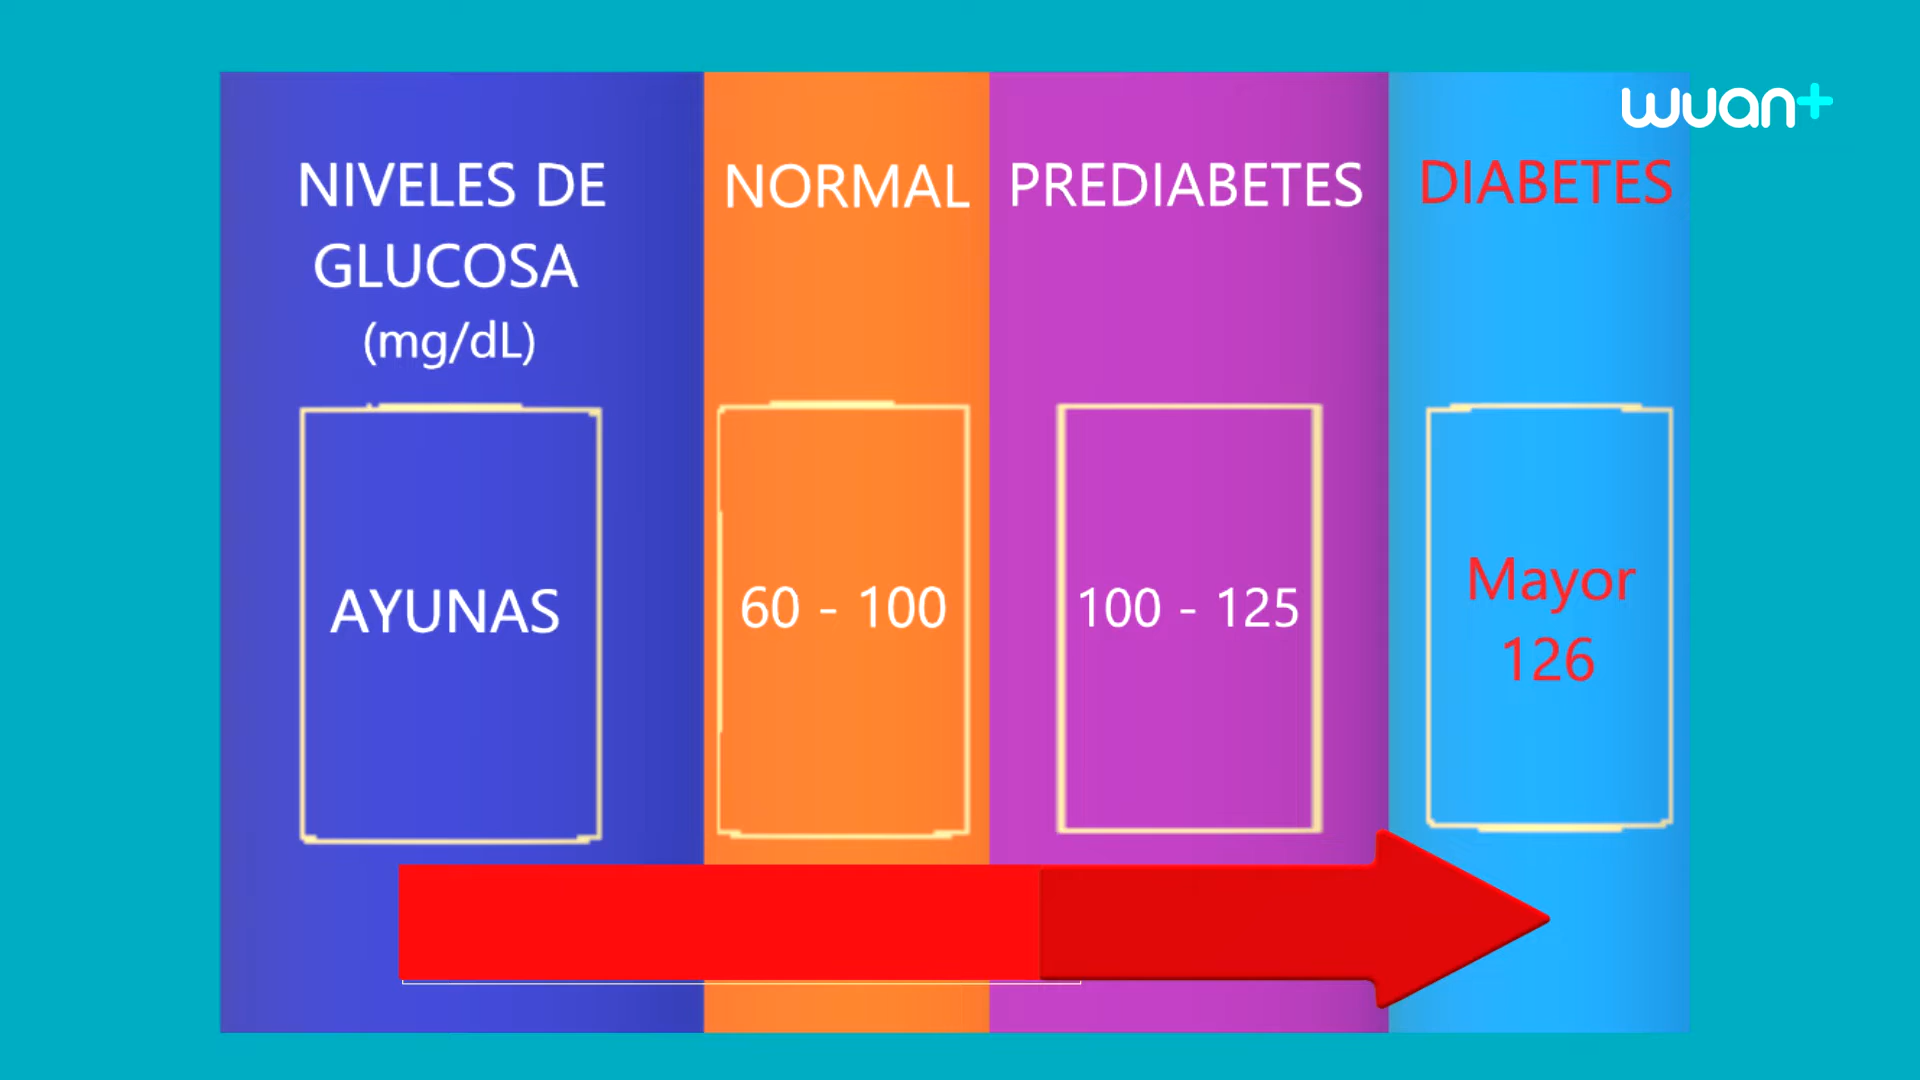 NIVELES DE
GLUCOSA
(mg/dL)
NORMAL
PREDIABETES
DIABETES
wuan+
AYUNAS
60 - 100
100 - 125
Mayor
126